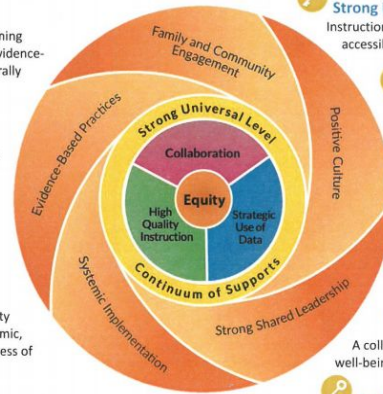 ning
vidence-
rally
Strong
Instruction
accessi
Family and Community
Engagement
Evidence-Based Practices
Positive Culture
Strong Universal Level
Collaboration
Equity
High
Quality
Instruction
Strategic
Use of
Data
Continuum of Supports
Systemic Implementation
Strong Shared Leadership
ty
mic,
ess of
A coll
well-bein